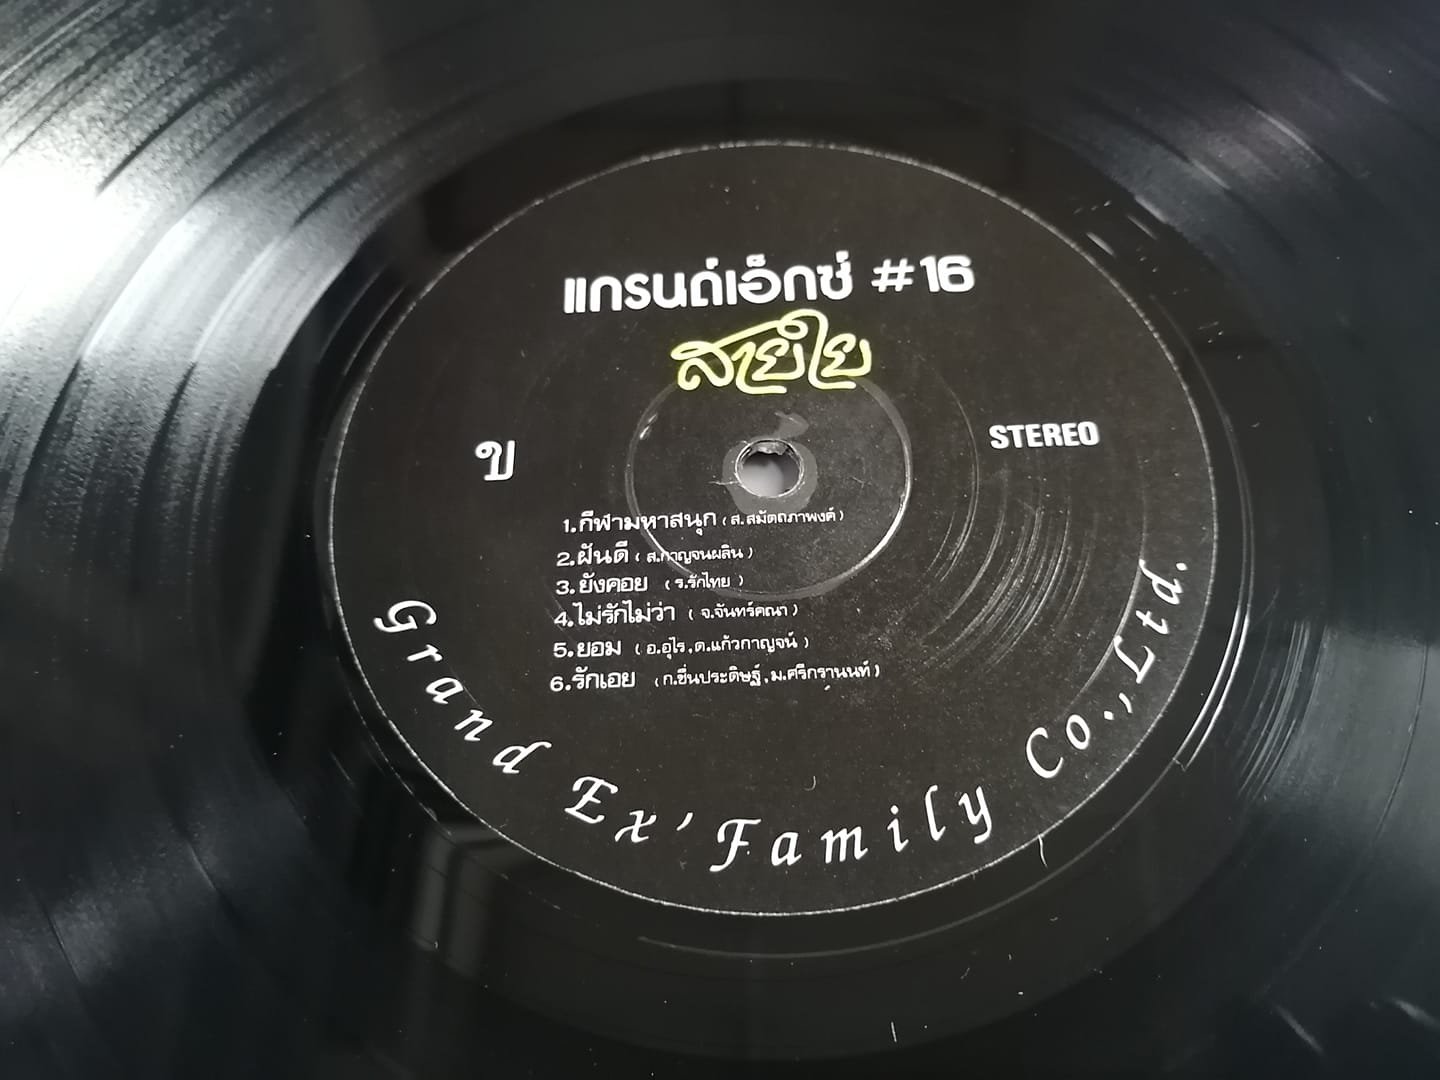 แกรนด์เอ็กซ์ #16
สายใย
ข
STEREO
1.กีฬามหาสนุก (ส.สมัตถภาพงศ์)
2.ฝันดี (ส.กาญจนผลิน)
3.ยังคอย (ร.รักไทย)
4.ไม่รักไม่ว่า (จ.จันทร์คณา)
5.ยอม (อ.อุไร,ด.แก้วกาญจน์)
6.รักเอย (ก.ชื่นประดิษฐ์,ม.ศรีกรานนท์)
Grand Ex' Family Co.,Ltd.